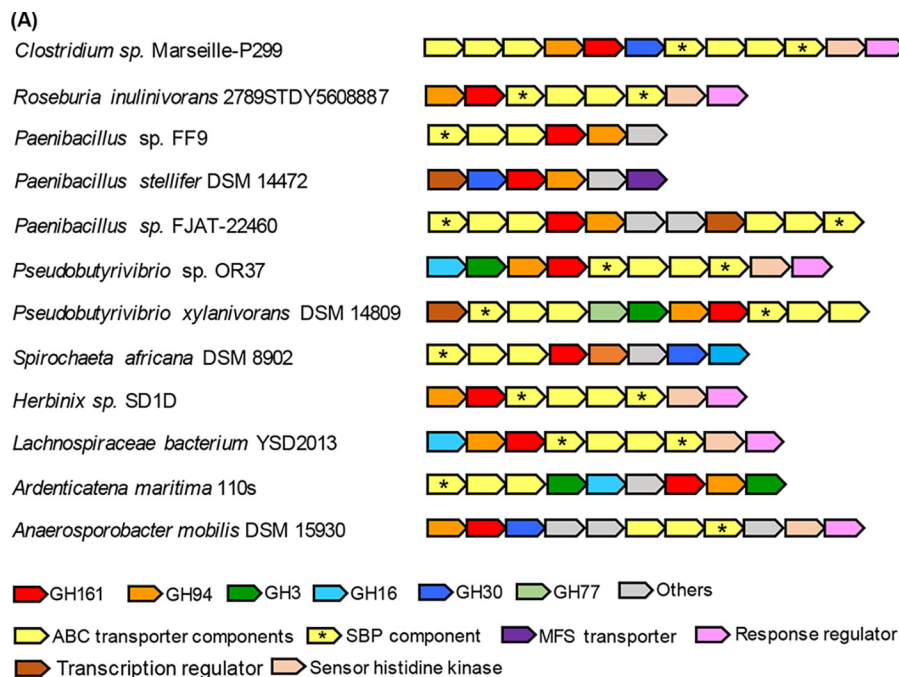 (A)
Clostridium sp. Marseille-P299
* *
Roseburia inulinivorans 2789STDY5608887
* *
Paenibacillus sp. FF9
*
Paenibacillus stellifer DSM 14472
Paenibacillus sp. FJAT-22460
* *
Pseudobutyrivibrio sp. OR37
* *
Pseudobutyrivibrio xylanivorans DSM 14809
* *
Spirochaeta africana DSM 8902
*
Herbinix sp. SD1D
* *
Lachnospiraceae bacterium YSD2013
* *
Ardenticatena maritima 110s
*
Anaerosporobacter mobilis DSM 15930
*
GH161 GH94 GH3 GH16 GH30 GH77 Others
ABC transporter components * SBP component MFS transporter Response regulator
Transcription regulator Sensor histidine kinase